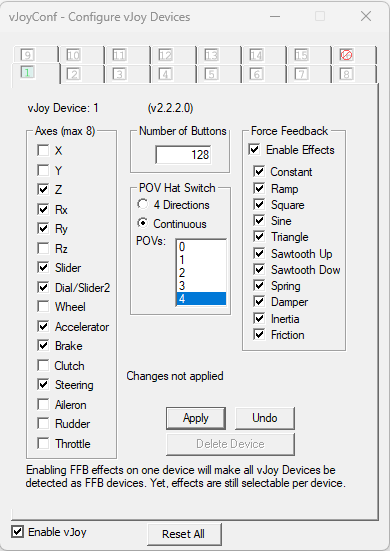 vJoyConf - Configure vJoy Devices
9 10 11 12 13 14 15
1 2 3 4 5 6 7 8
vJoy Device: 1 (v2.2.2.0)
Axes (max 8)
X
Y
Z
Rx
Ry
Rz
Slider
Dial/Slider2
Wheel
Accelerator
Brake
Clutch
Steering
Aileron
Rudder
Throttle
Number of Buttons
128
POV Hat Switch
4 Directions
Continuous
POVs:
0
1
2
3
4
Force Feedback
Enable Effects
Constant
Ramp
Square
Sine
Triangle
Sawtooth Up
Sawtooth Dow
Spring
Damper
Inertia
Friction
Changes not applied
Apply Undo
Delete Device
Enabling FFB effects on one device will make all vJoy Devices be
detected as FFB devices. Yet, effects are still selectable per device.
Enable vJoy Reset All